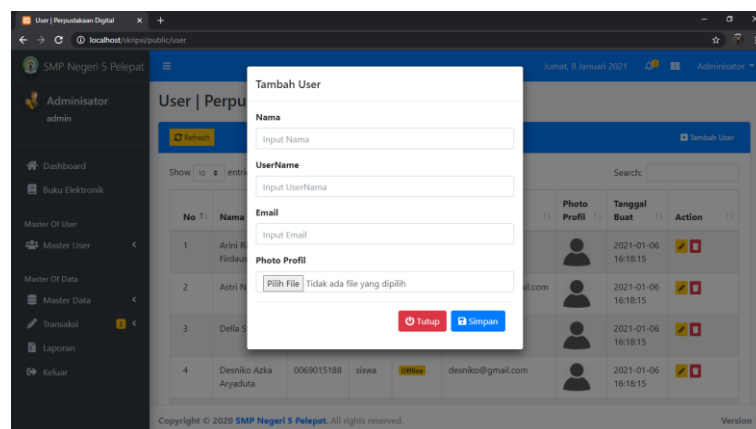 User | Perpustakaan Digital
localhost/skripsi/public/user
SMP Negeri 5 Pelepat
Jumat, 8 Januari 2021
Adminisator
Adminisator
admin
Dashboard
Buku Elektronik
Master Of User
Master User
Master Of Data
Master Data
Transaksi 2
Laporan
Keluar
User | Perpu
Refresh
Tambah User
Show 10 entri
Search:
No Nama Photo Profil Tanggal Buat Action
1 Arini 2021-01-06
Firdau 16:18:15
2 Astri N il.com 2021-01-06
16:18:15
3 Della S 2021-01-06
16:18:15
4 Desniko Azka 0069015188 siswa Offline desniko@gmail.com 2021-01-06
Aryaduta 16:18:15
Tambah User
Nama
Input Nama
UserName
Input UserNama
Email
Input Email
Photo Profil
Pilih File Tidak ada file yang dipilih
Tutup Simpan
Copyright © 2020 SMP Negeri 5 Pelepat. All rights reserved.
Version